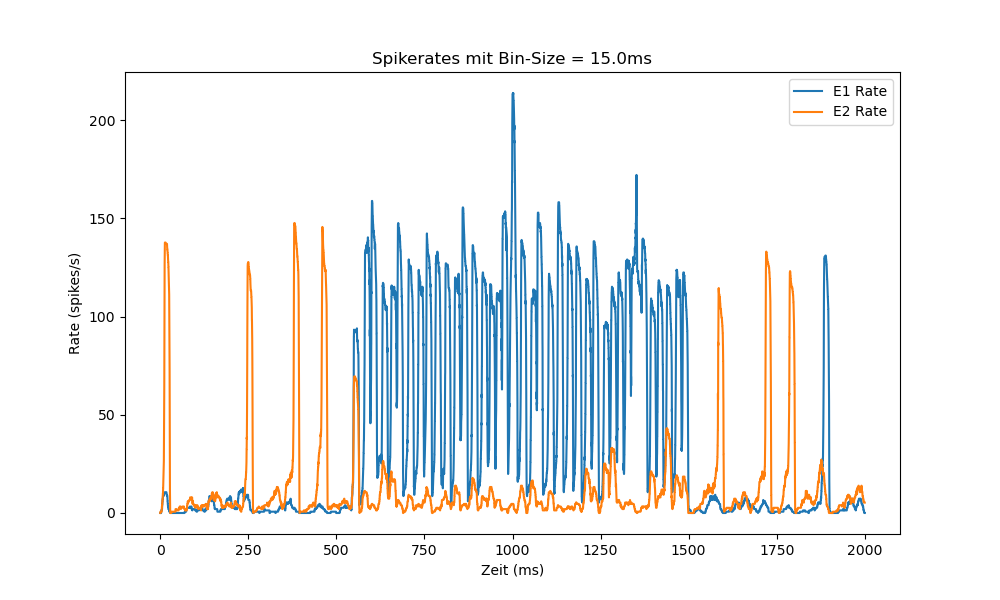 Spikerates mit Bin-Size = 15.0ms
E1 Rate
E2 Rate
Rate (spikes/s)
200
150
100
50
0
0 250 500 750 1000 1250 1500 1750 2000
Zeit (ms)